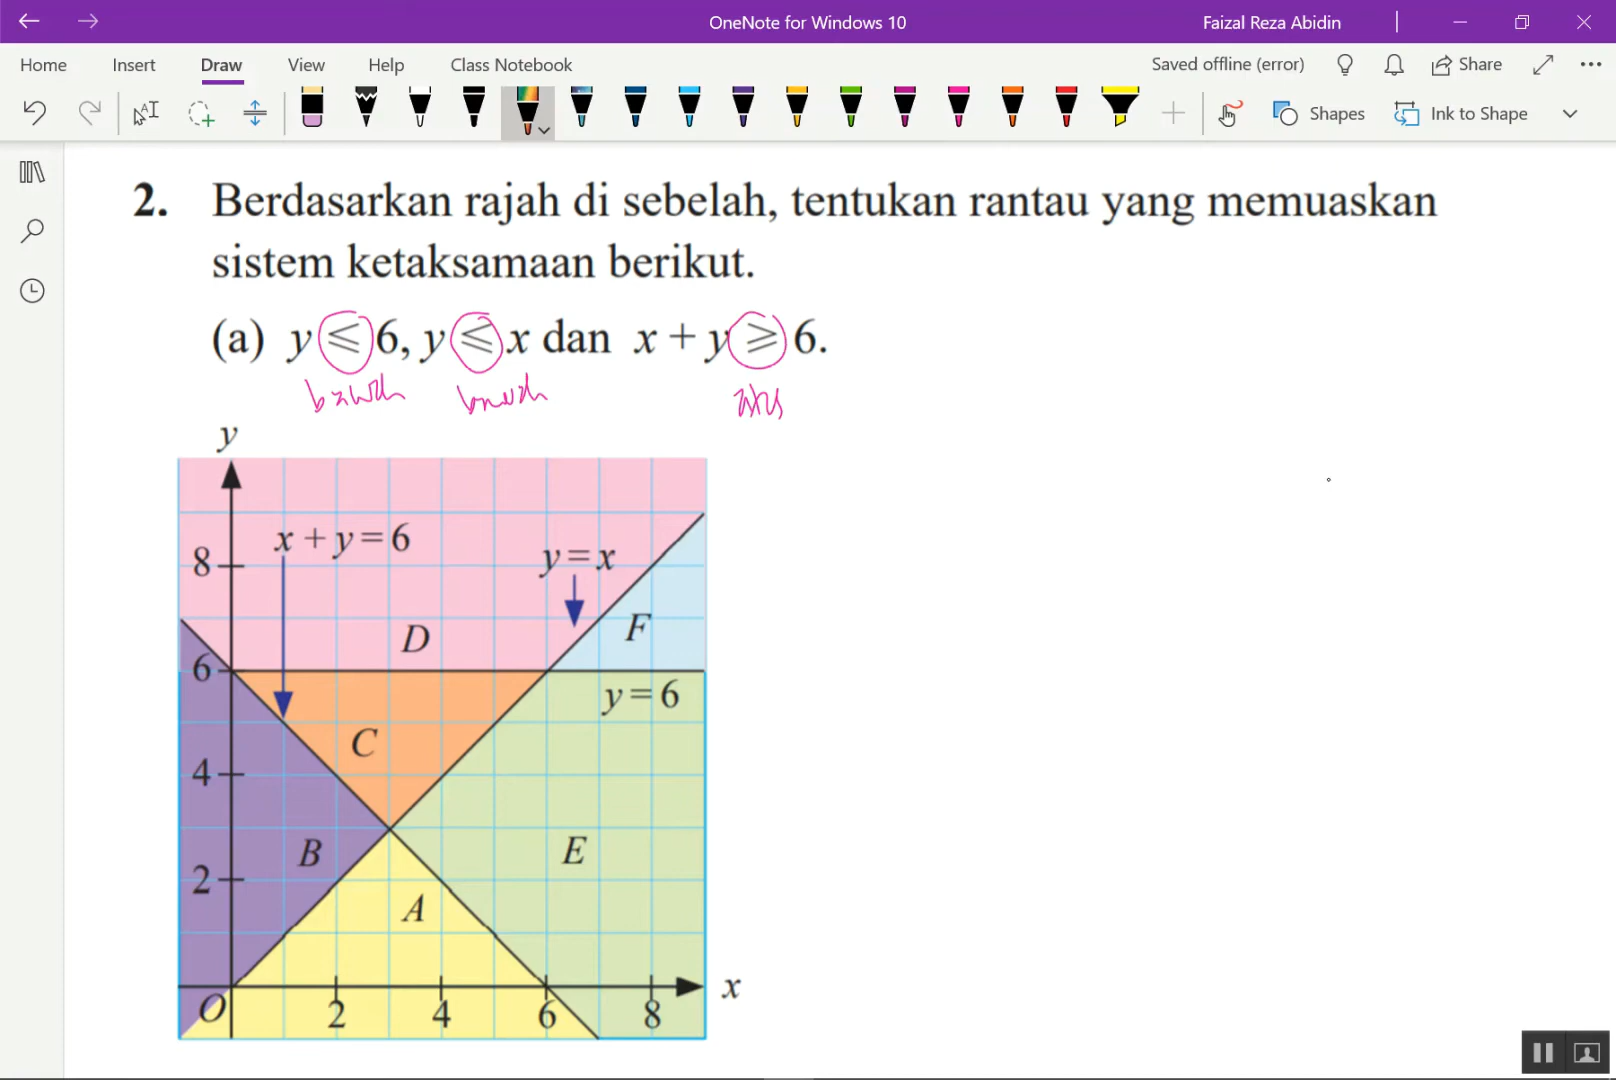 OneNote for Windows 10
Faizal Reza Abidin
Home Insert Draw View Help Class Notebook
Saved offline (error) Share
Shapes Ink to Shape
2. Berdasarkan rajah di sebelah, tentukan rantau yang memuaskan
sistem ketaksamaan berikut.
(a) y ⩽ 6, y ⩽ x dan x + y ⩾ 6.
bawah bawah atas
y
x + y = 6
y = x
8
D
F
6
y = 6
C
4
B
E
2
A
O 2 4 6 8 x